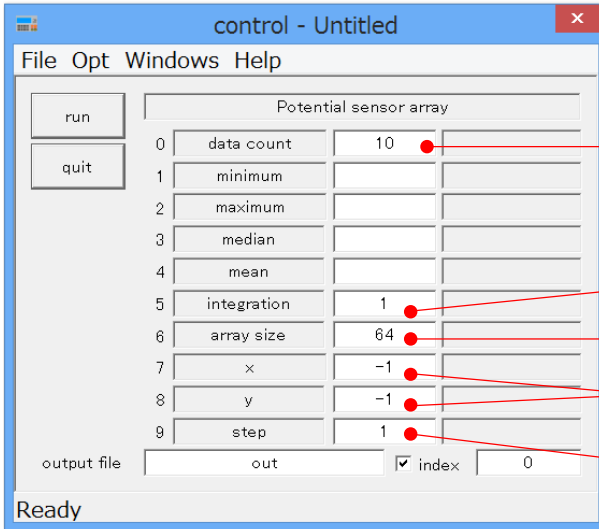 control - Untitled
File Opt Windows Help
run
Potential sensor array
quit
0 data count 10
1 minimum
2 maximum
3 median
4 mean
5 integration 1
6 array size 64
7 x -1
8 y -1
9 step 1
output file out index 0
Ready